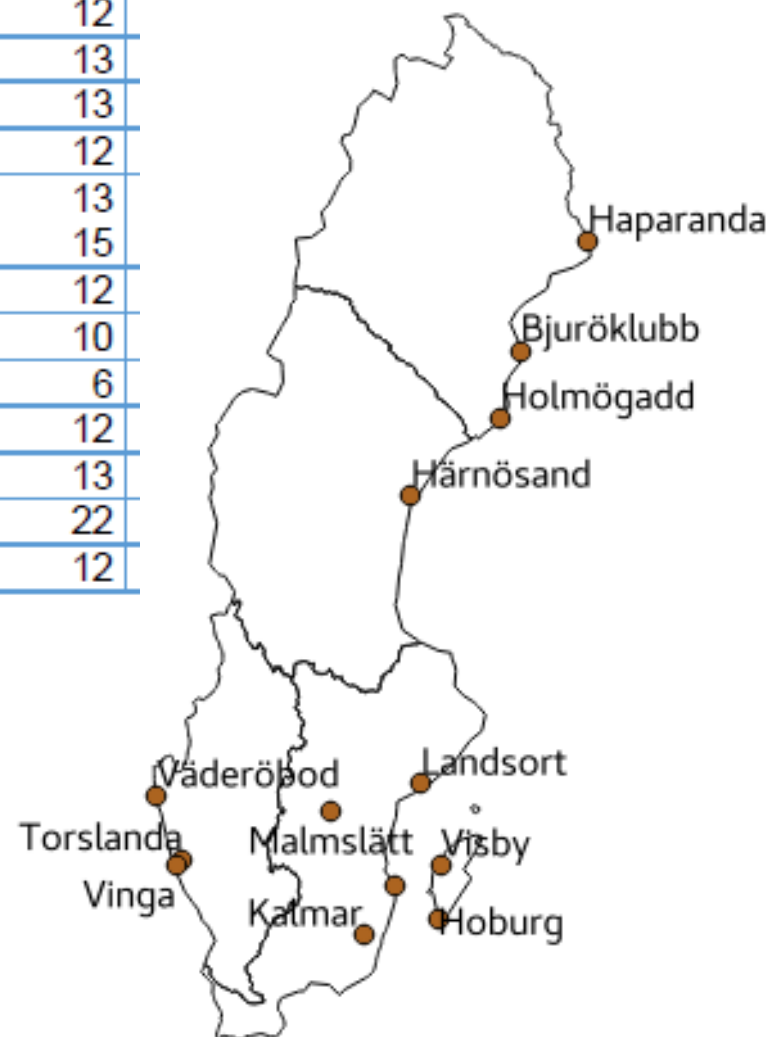 12
13
13
12
13
15
12
10
6
12
13
22
12
Haparanda
Bjuröklubb
Holmögadd
Härnösand
Landsort
Väderöbod
Torslanda
Malmslätt
Visby
Vinga
Kalmar
Hoburg